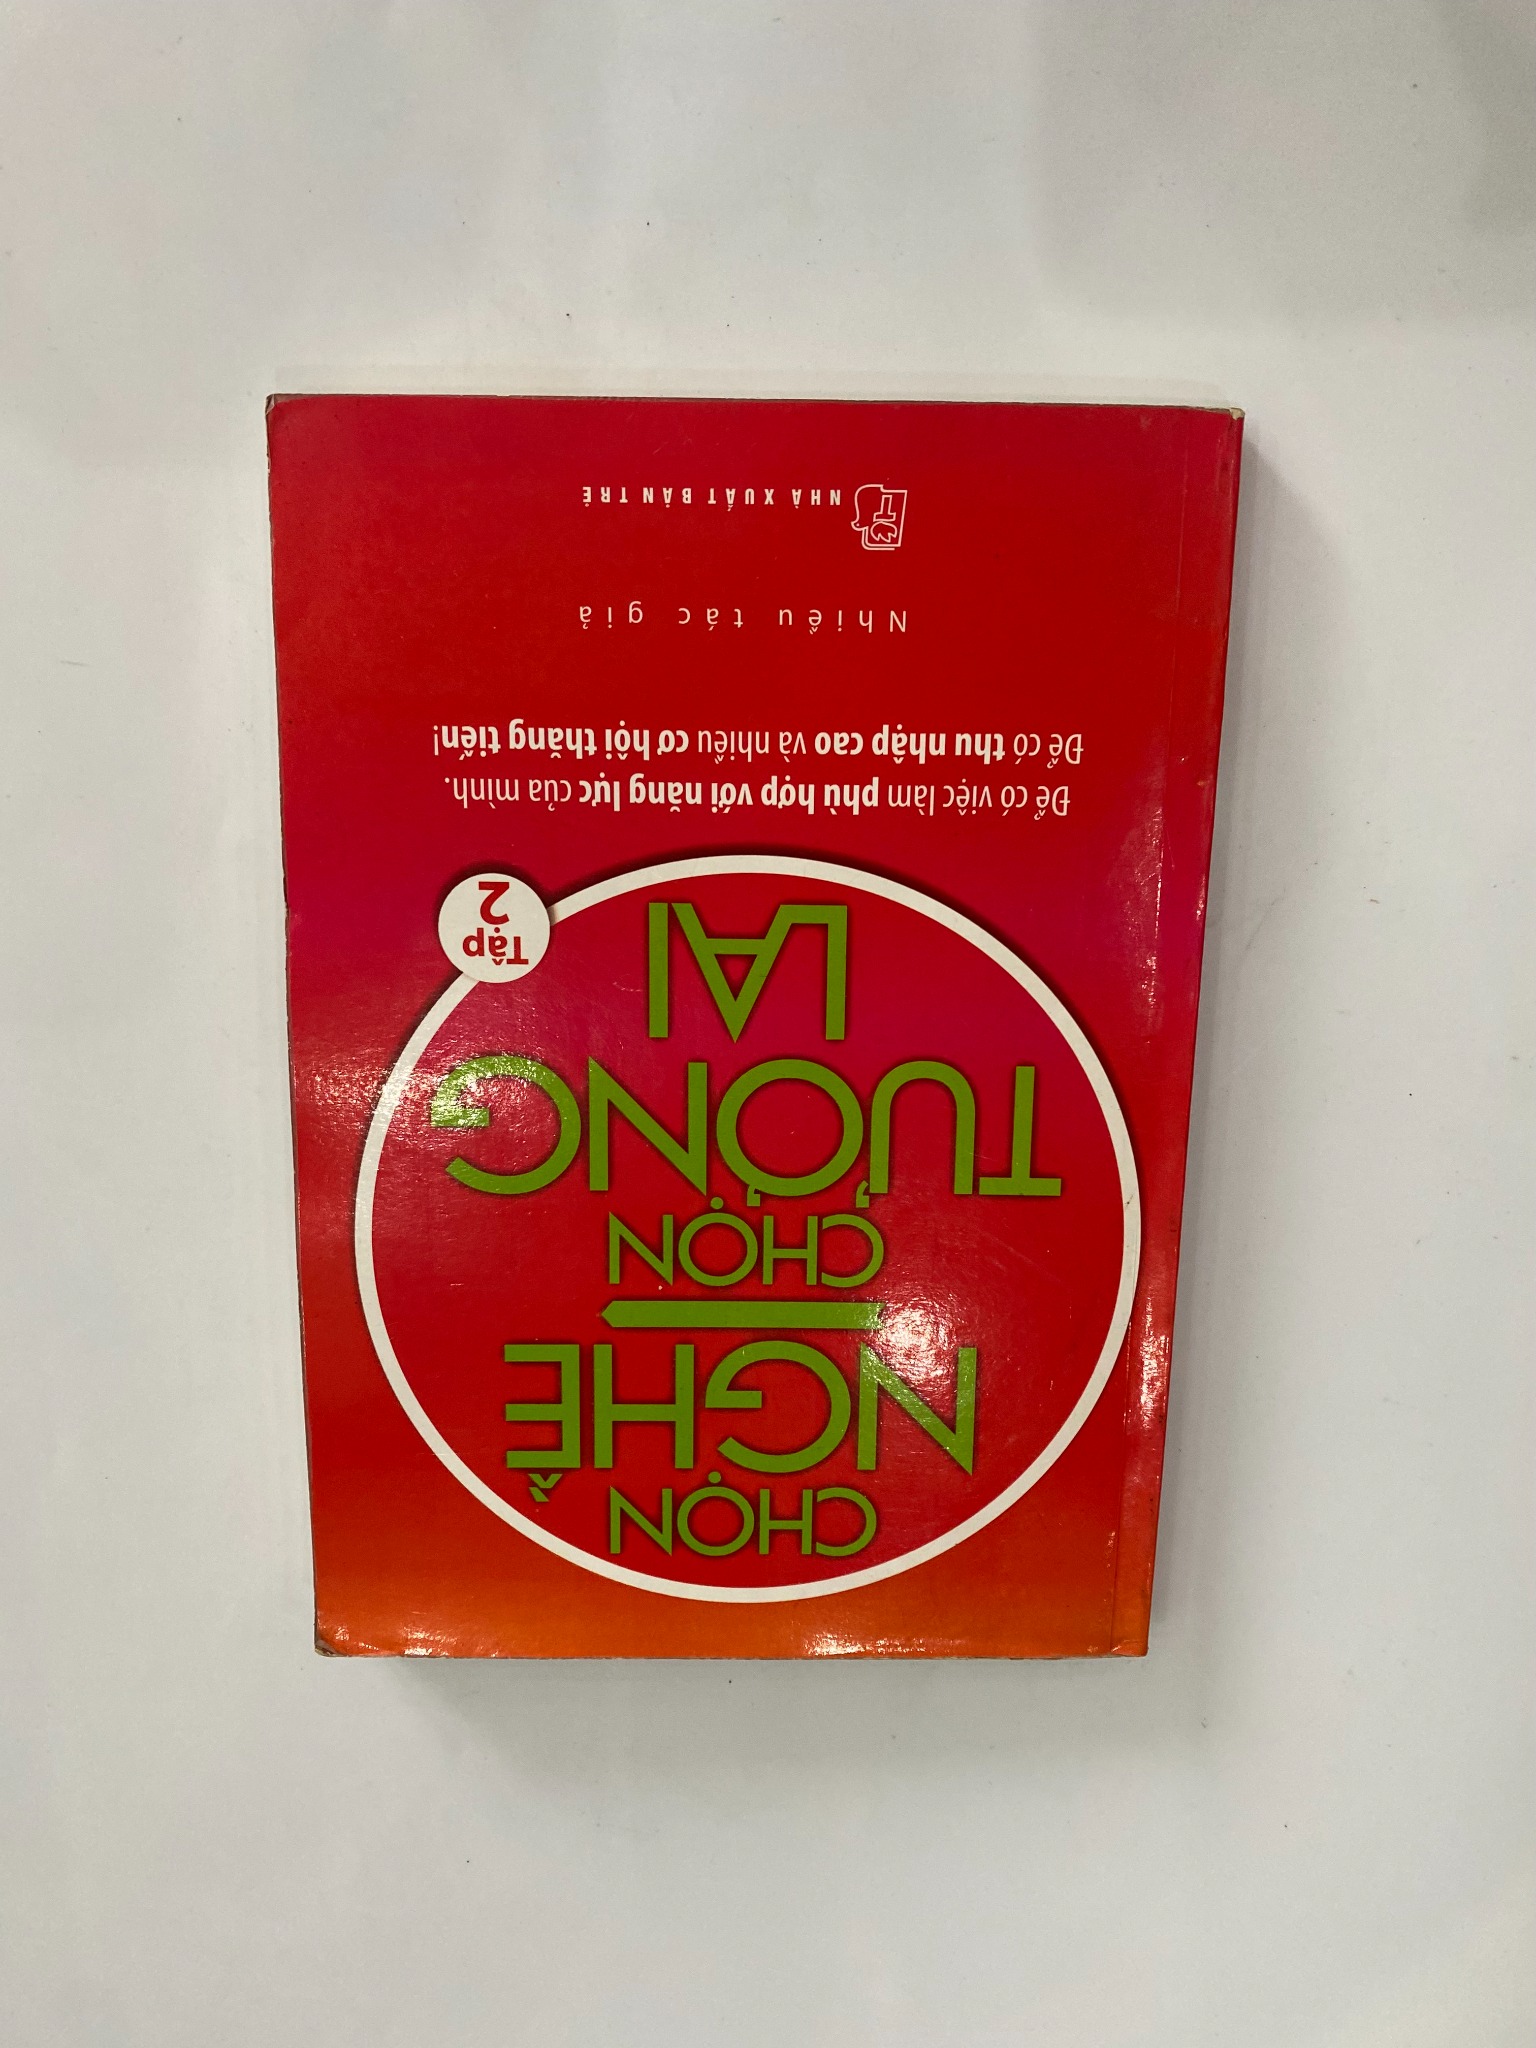 CHỌN
NGHỀ
CHỌN
TƯƠNG
LAI
Tập
2
Để có việc làm phù hợp với năng lực của mình.
Để có thu nhập cao và nhiều cơ hội thăng tiến!
Nhiều tác giả
NHÀ XUẤT BẢN TRẺ